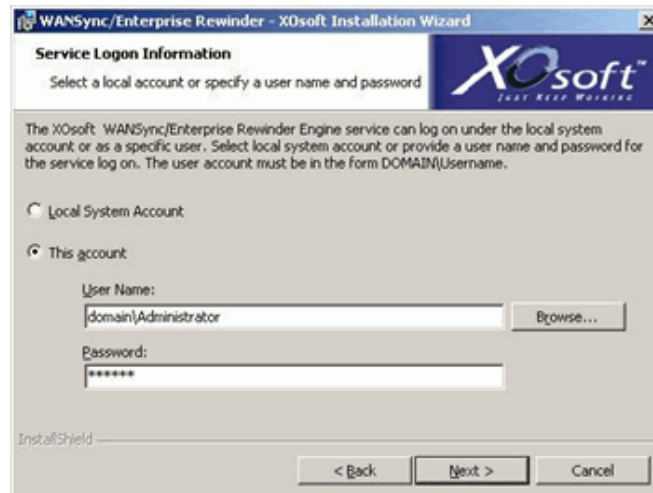 WANSync/Enterprise Rewinder - XOsoft Installation Wizard
Service Logon Information
Select a local account or specify a user name and password
XOsoft™
JUST KEEP WORKING
The XOsoft WANSync/Enterprise Rewinder Engine service can log on under the local system
account or as a specific user. Select local system account or provide a user name and password for
the service log on. The user account must be in the form DOMAIN\Username.
Local System Account
This account
User Name:
domain\Administrator
Browse...
Password:
******
InstallShield
< Back
Next >
Cancel